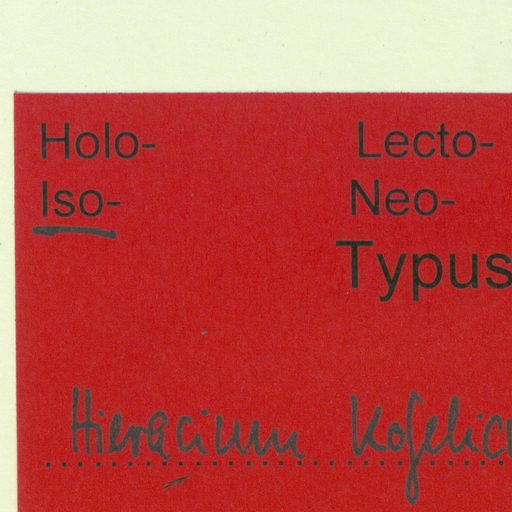 Holo- Lecto-
Iso- Neo-
Typus
Hieracium